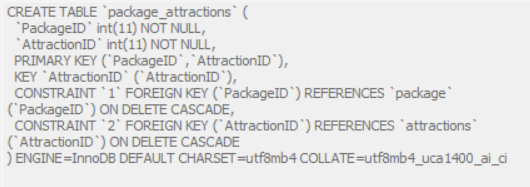 CREATE TABLE `package_attractions` (
`PackageID` int(11) NOT NULL,
`AttractionID` int(11) NOT NULL,
PRIMARY KEY (`PackageID`,`AttractionID`),
KEY `AttractionID` (`AttractionID`),
CONSTRAINT `1` FOREIGN KEY (`PackageID`) REFERENCES `package`
(`PackageID`) ON DELETE CASCADE,
CONSTRAINT `2` FOREIGN KEY (`AttractionID`) REFERENCES `attractions`
(`AttractionID`) ON DELETE CASCADE
) ENGINE=InnoDB DEFAULT CHARSET=utf8mb4 COLLATE=utf8mb4_uca1400_ai_ci